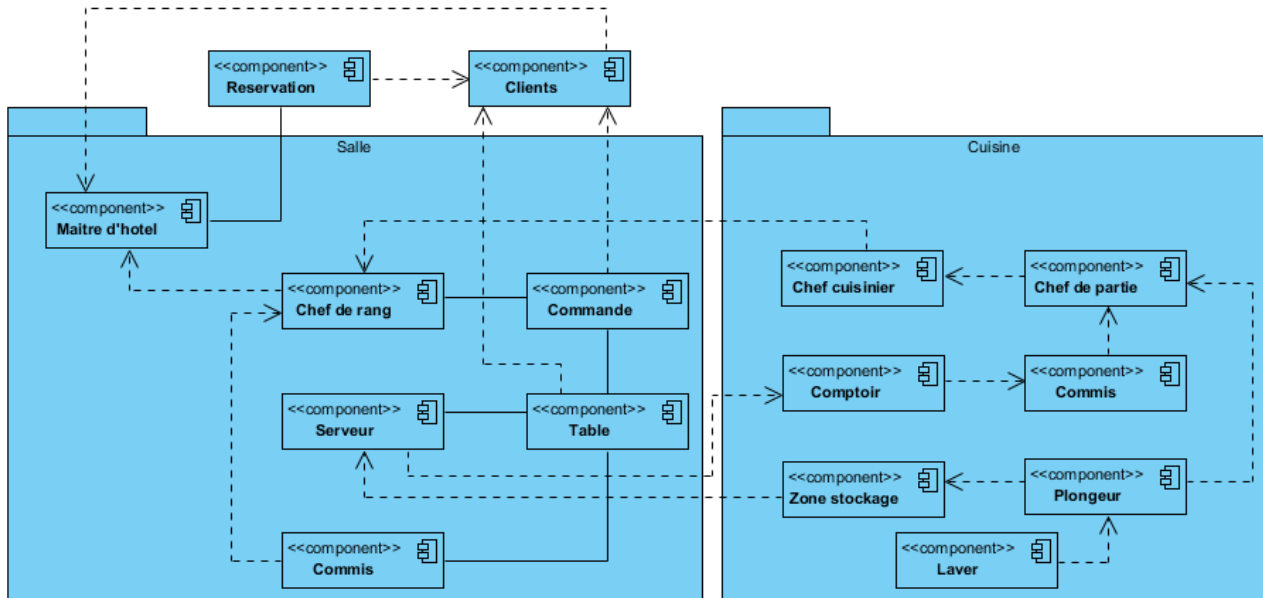 <<component>>
Reservation
<<component>>
Clients
Salle
<<component>>
Maitre d'hotel
<<component>>
Chef de rang
<<component>>
Commande
<<component>>
Serveur
<<component>>
Table
<<component>>
Commis
Cuisine
<<component>>
Chef cuisinier
<<component>>
Chef de partie
<<component>>
Comptoir
<<component>>
Commis
<<component>>
Zone stockage
<<component>>
Plongeur
<<component>>
Laver